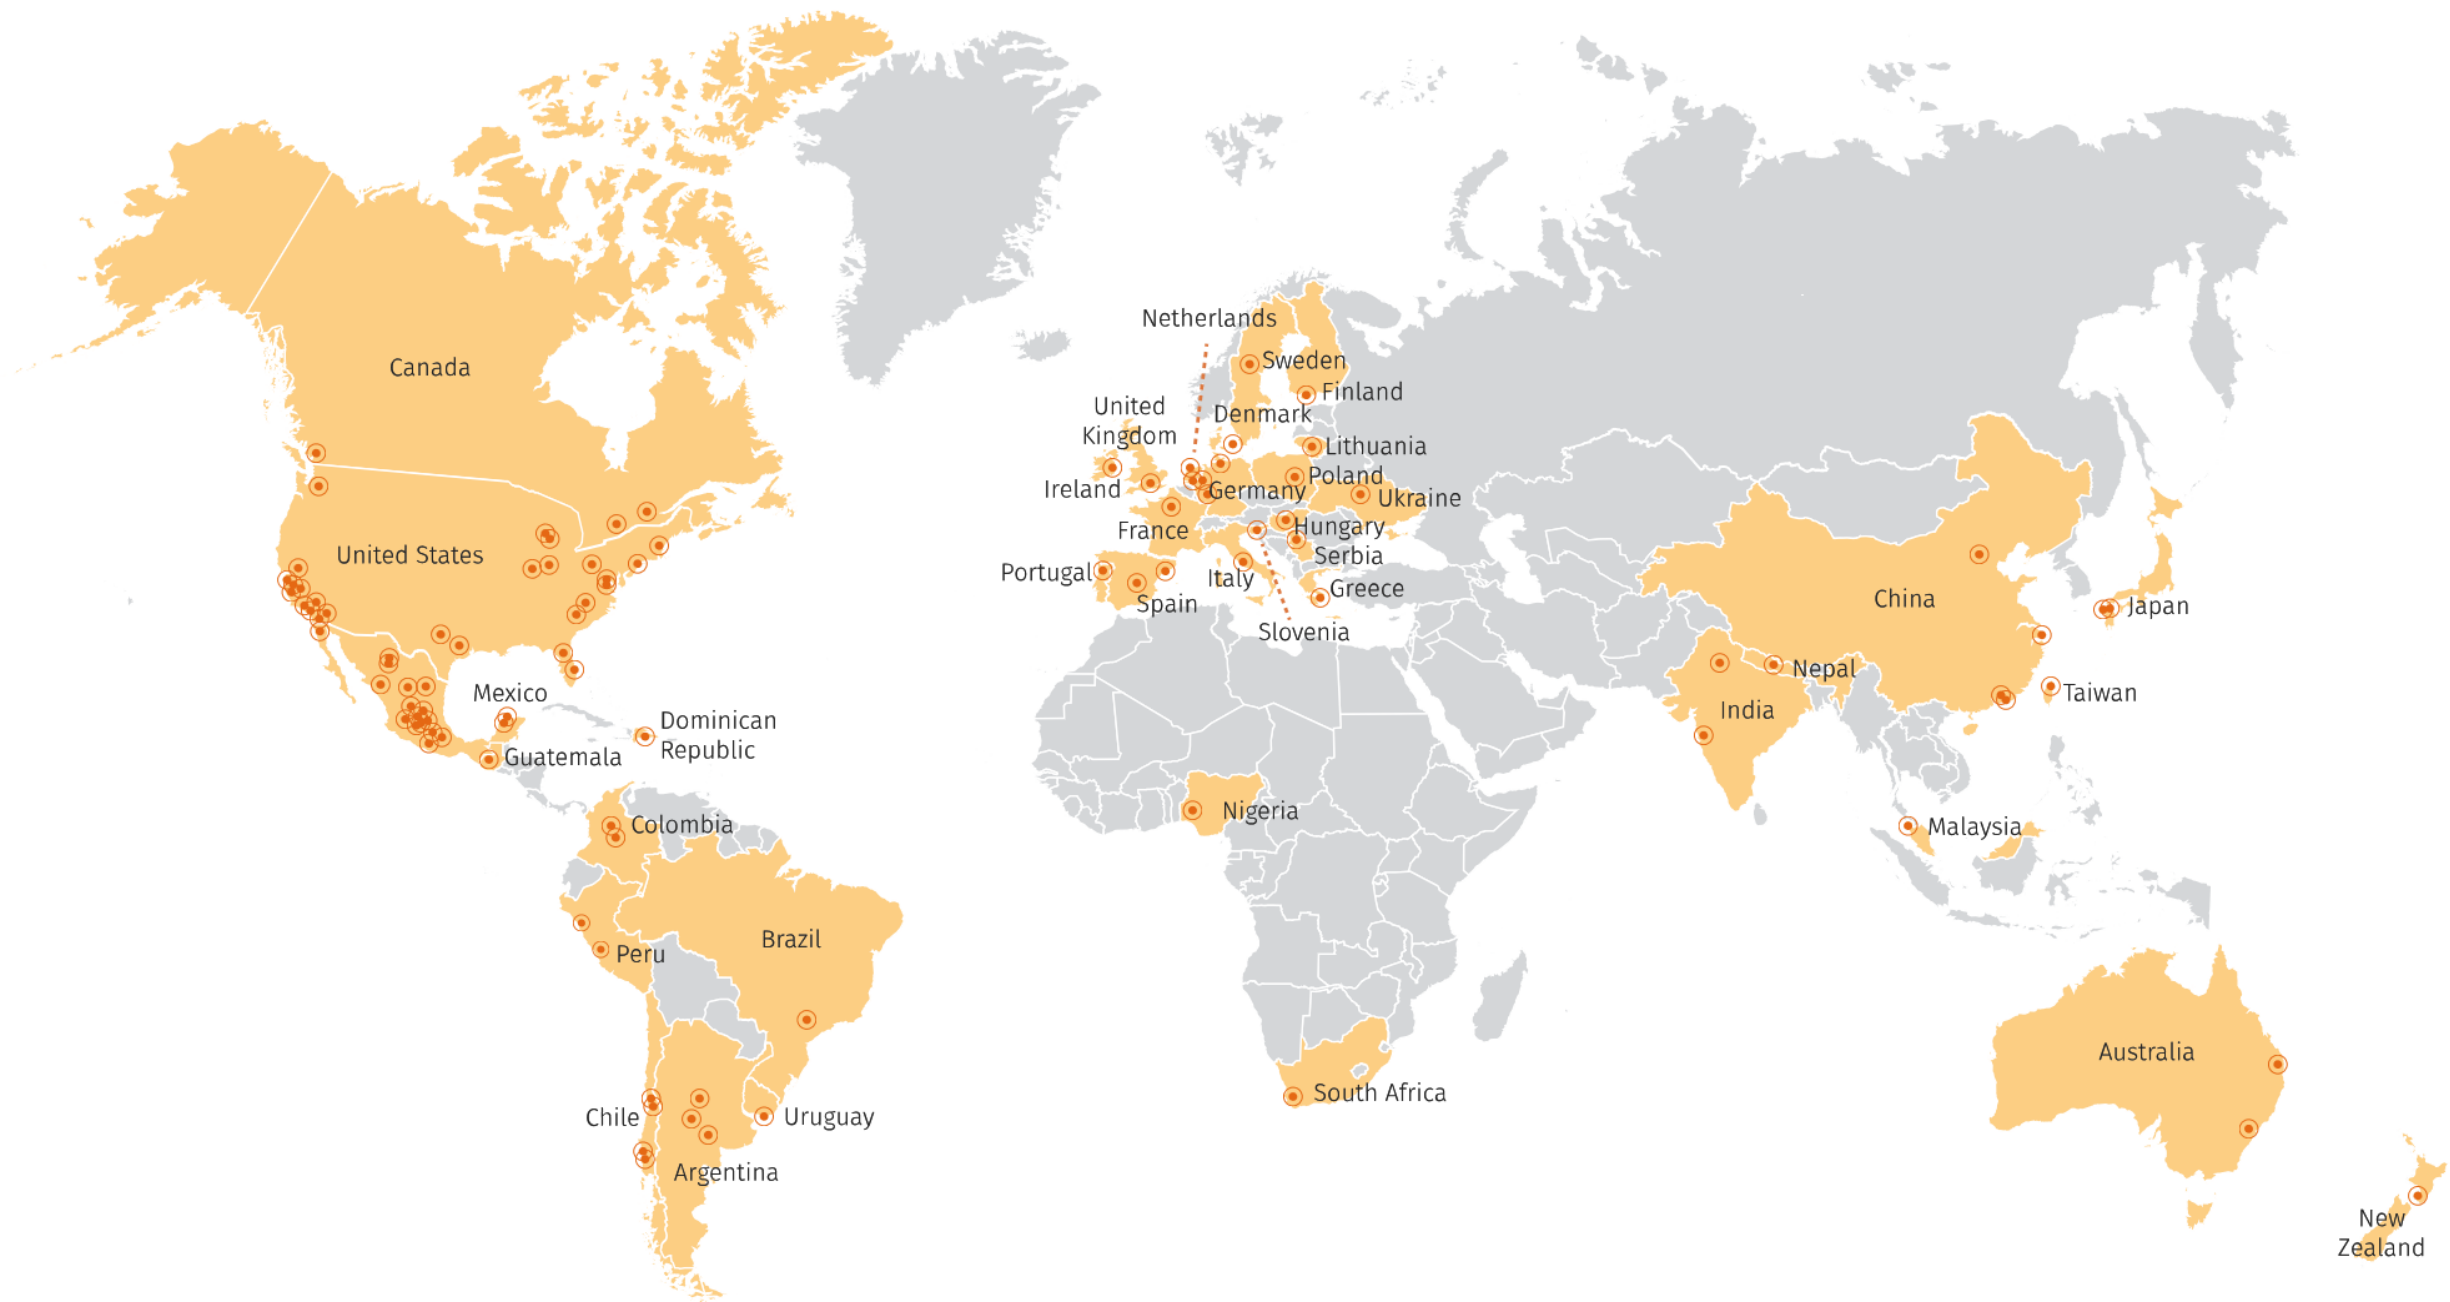 Canada
United States
Mexico
Guatemala
Dominican
Republic
Colombia
Peru
Brazil
Chile
Uruguay
Argentina
Netherlands
Sweden
Finland
Denmark
United
Kingdom
Lithuania
Ireland
Poland
Germany
Ukraine
France
Hungary
Serbia
Portugal
Italy
Spain
Greece
Slovenia
Nigeria
South Africa
China
Japan
Nepal
India
Taiwan
Malaysia
Australia
New
Zealand